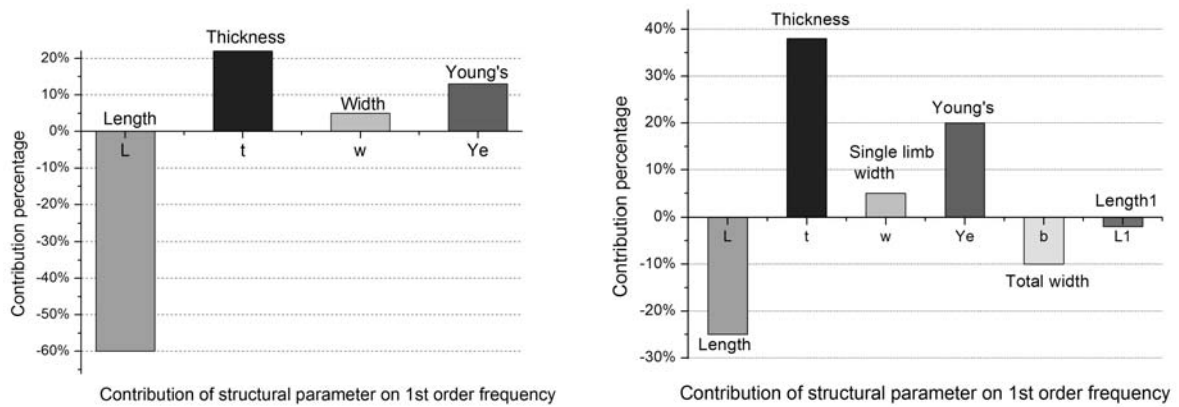 Contribution percentage
20%
10%
0%
-10%
-20%
-30%
-40%
-50%
-60%
Length
Thickness
Width
Young's
L
t
w
Ye
Contribution of structural parameter on 1st order frequency
Contribution percentage
40%
30%
20%
10%
0%
-10%
-20%
-30%
Thickness
Single limb
width
Young's
Length1
L
t
w
Ye
b
L1
Total width
Length
Contribution of structural parameter on 1st order frequency